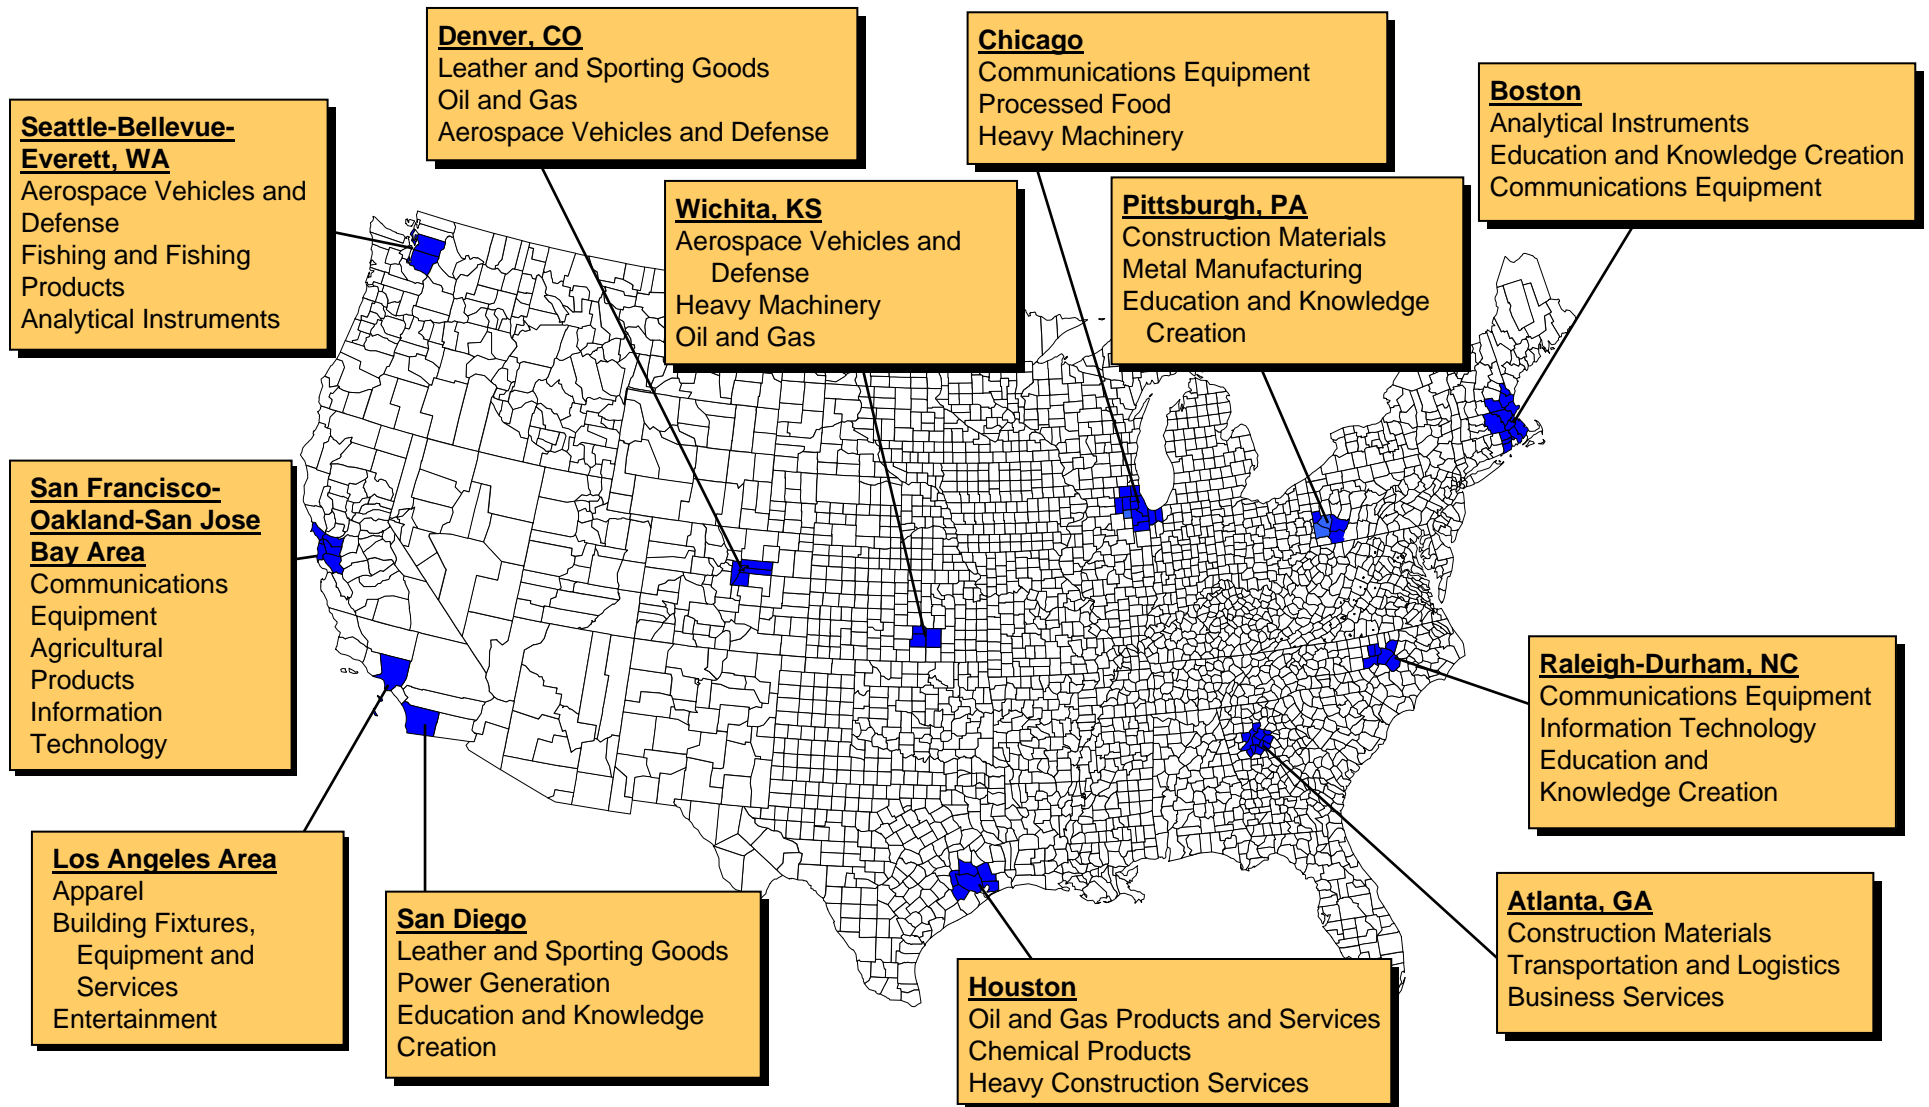 Denver, CO
Leather and Sporting Goods
Oil and Gas
Aerospace Vehicles and Defense
Chicago
Communications Equipment
Processed Food
Heavy Machinery
Boston
Analytical Instruments
Education and Knowledge Creation
Communications Equipment
Seattle-Bellevue-
Everett, WA
Aerospace Vehicles and
Defense
Fishing and Fishing
Products
Analytical Instruments
Wichita, KS
Aerospace Vehicles and
Defense
Heavy Machinery
Oil and Gas
Pittsburgh, PA
Construction Materials
Metal Manufacturing
Education and Knowledge
Creation
San Francisco-
Oakland-San Jose
Bay Area
Communications
Equipment
Agricultural
Products
Information
Technology
Raleigh-Durham, NC
Communications Equipment
Information Technology
Education and
Knowledge Creation
Los Angeles Area
Apparel
Building Fixtures,
Equipment and
Services
Entertainment
San Diego
Leather and Sporting Goods
Power Generation
Education and Knowledge
Creation
Houston
Oil and Gas Products and Services
Chemical Products
Heavy Construction Services
Atlanta, GA
Construction Materials
Transportation and Logistics
Business Services